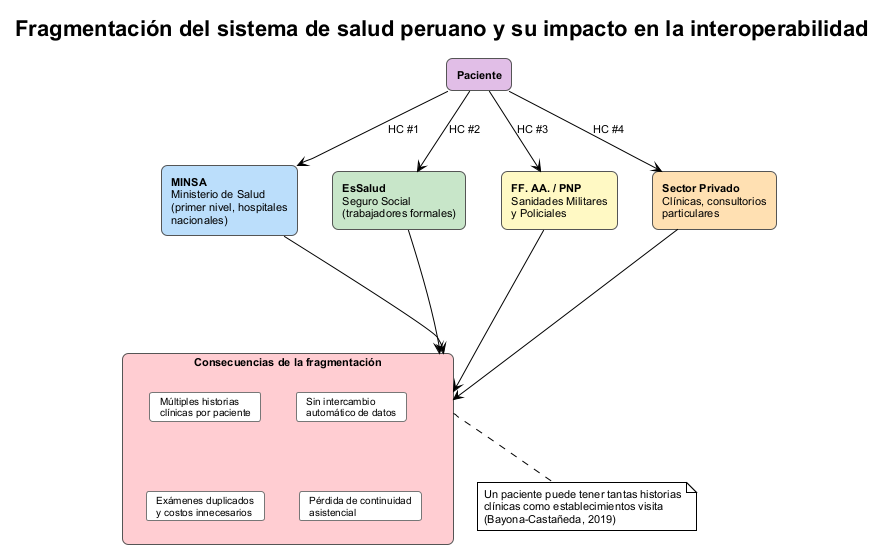 Fragmentación del sistema de salud peruano y su impacto en la interoperabilidad
Paciente
HC #1
HC #2
HC #3
HC #4
MINSA
Ministerio de Salud
(primer nivel, hospitales
nacionales)
EsSalud
Seguro Social
(trabajadores formales)
FF. AA. / PNP
Sanidades Militares
y Policiales
Sector Privado
Clínicas, consultorios
particulares
Consecuencias de la fragmentación
Múltiples historias
clínicas por paciente
Sin intercambio
automático de datos
Exámenes duplicados
y costos innecesarios
Pérdida de continuidad
asistencial
Un paciente puede tener tantas historias
clínicas como establecimientos visita
(Bayona-Castañeda, 2019)